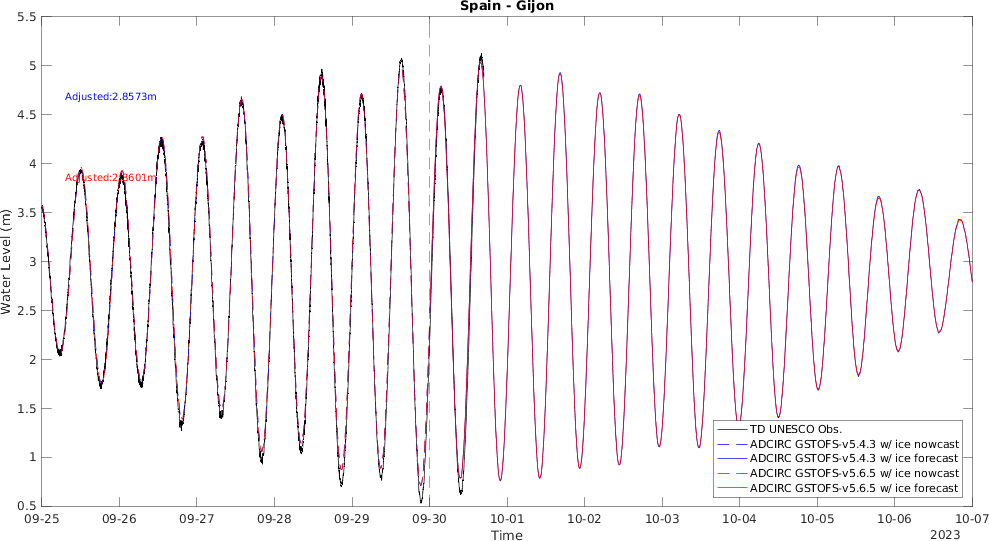 Spain - Gijon
5.5
5
4.5
4
3.5
3
2.5
2
1.5
1
0.5
Water Level (m)
Adjusted:2.8573m
Adjusted:2.8601m
TD UNESCO Obs.
ADCIRC GSTOFS-v5.4.3 w/ ice nowcast
ADCIRC GSTOFS-v5.4.3 w/ ice forecast
ADCIRC GSTOFS-v5.6.5 w/ ice nowcast
ADCIRC GSTOFS-v5.6.5 w/ ice forecast
09-25 09-26 09-27 09-28 09-29 09-30 10-01 10-02 10-03 10-04 10-05 10-06 10-07
Time
2023